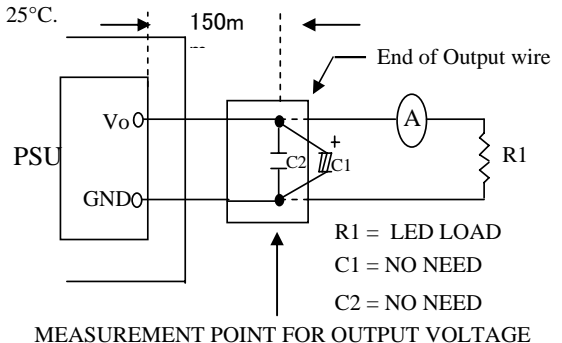 25°C.
150m
End of Output wire
Vo
A
+
PSU
C2
C1
R1
GND
R1 = LED LOAD
C1 = NO NEED
C2 = NO NEED
MEASUREMENT POINT FOR OUTPUT VOLTAGE